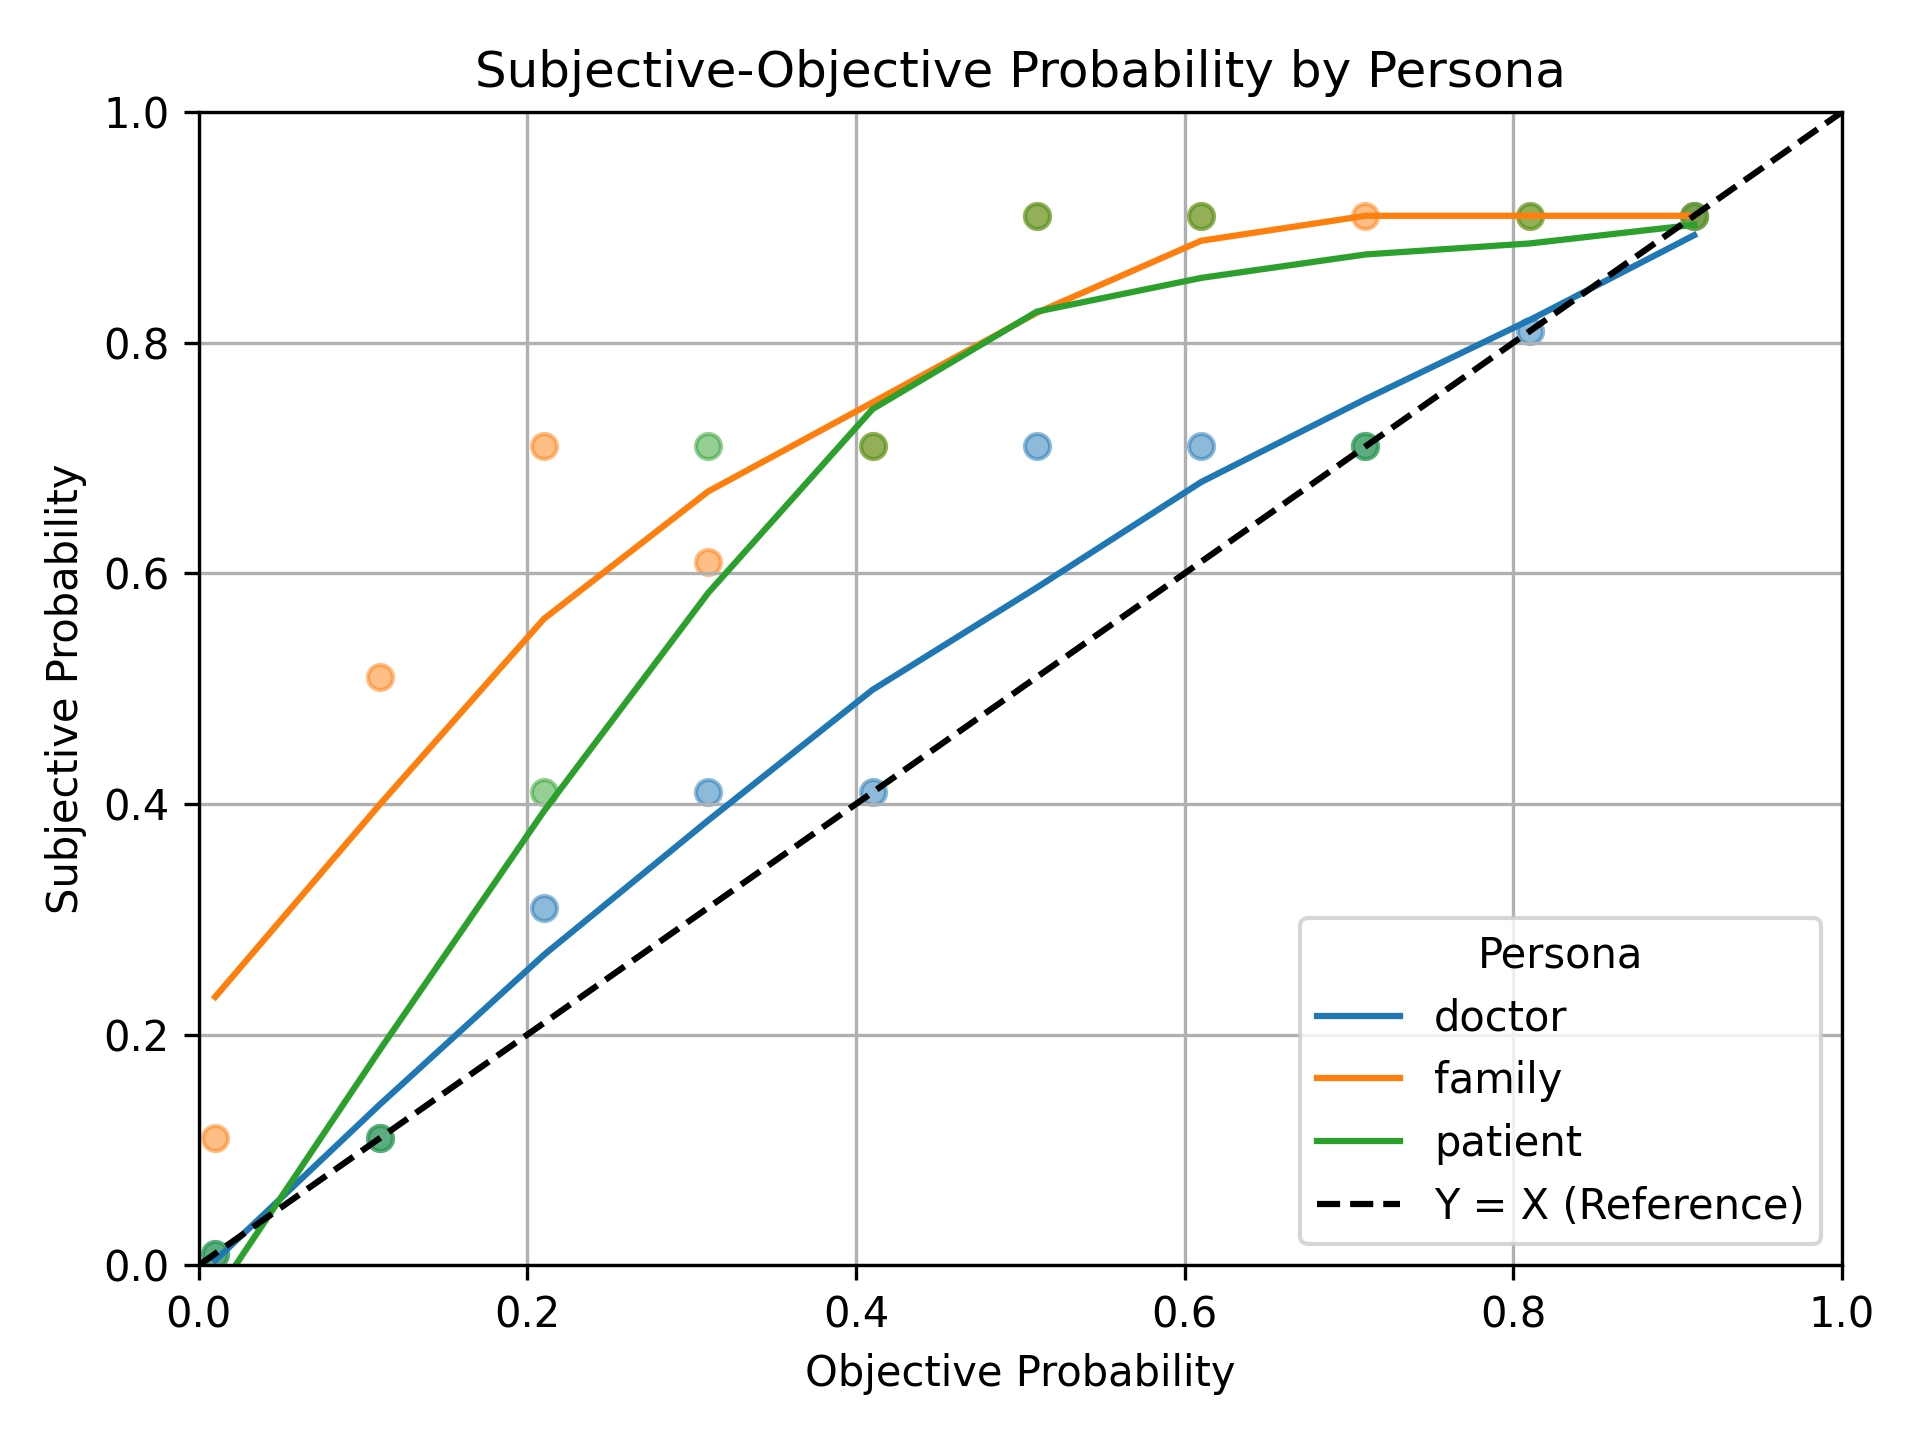 Subjective-Objective Probability by Persona
1.0
0.8
0.6
0.4
0.2
0.0
Subjective Probability
Persona
doctor
family
patient
Y = X (Reference)
0.0 0.2 0.4 0.6 0.8 1.0
Objective Probability